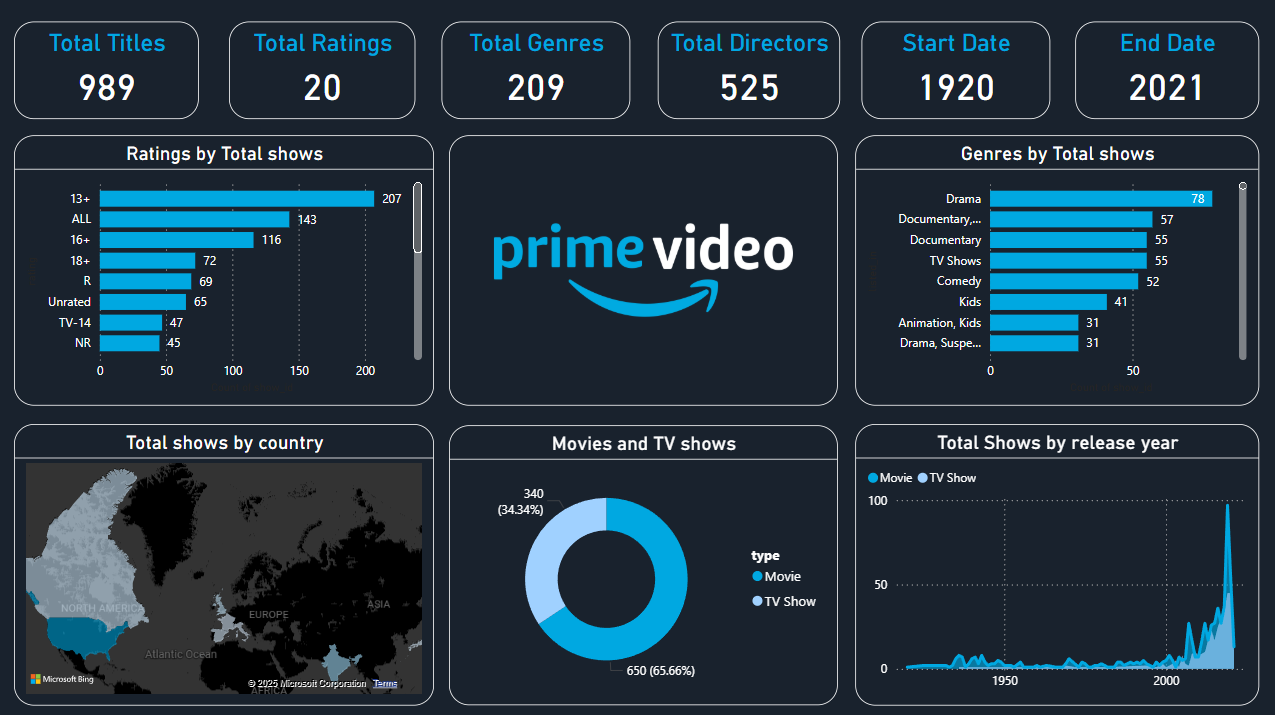 Total Titles
989
Total Ratings
20
Total Genres
209
Total Directors
525
Start Date
1920
End Date
2021
Ratings by Total shows
13+
207
ALL
143
16+
116
18+
72
R
69
Unrated
65
TV-14
47
NR
45
0 50 100 150 200
prime video
Genres by Total shows
Drama
78
Documentary,...
57
Documentary
55
TV Shows
55
Comedy
52
Kids
41
Animation, Kids
31
Drama, Suspe...
31
0 50
Total shows by country
NORTH AMERICA
EUROPE
ASIA
Atlantic Ocean
AFRICA
Microsoft Bing
© 2025 Microsoft Corporation Terms
Movies and TV shows
340
(34.34%)
650 (65.66%)
type
Movie
TV Show
Total Shows by release year
Movie TV Show
100
50
0
1950 2000